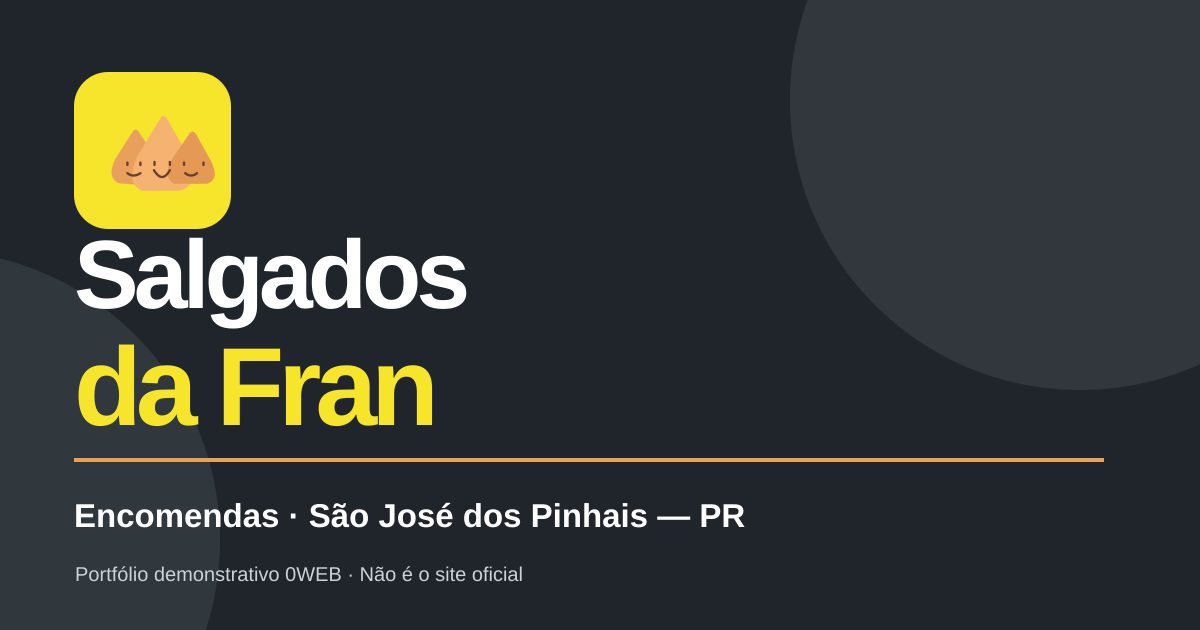 Salgados
da Fran
Encomendas · São José dos Pinhais — PR
Portfólio demonstrativo 0WEB · Não é o site oficial